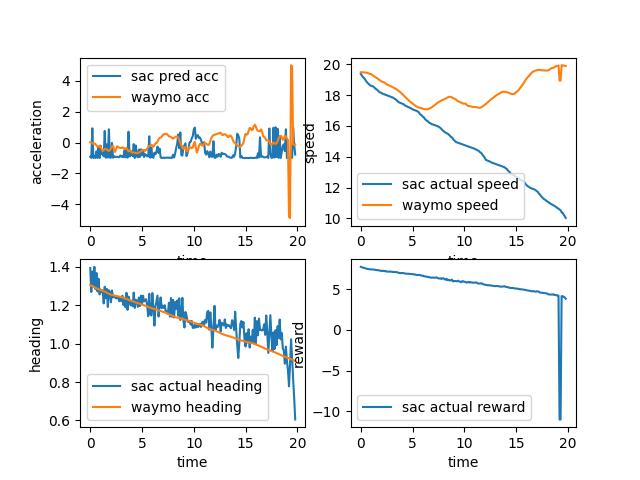 acceleration
4
2
0
−2
−4
sac pred acc
waymo acc
0 5 10 15 20
time
speed
20
18
16
14
12
10
sac actual speed
waymo speed
0 5 10 15 20
time
heading
1.4
1.2
1.0
0.8
0.6
sac actual heading
waymo heading
0 5 10 15 20
time
reward
5
0
−5
−10
sac actual reward
0 5 10 15 20
time